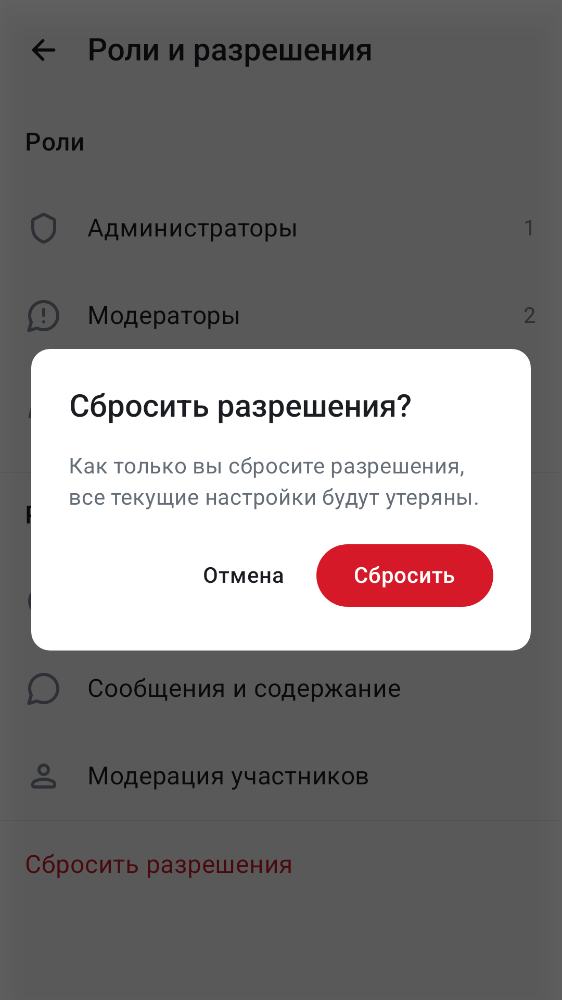 Роли и разрешения
Роли
Администраторы 1
Модераторы 2
Сбросить разрешения?
Как только вы сбросите разрешения,
все текущие настройки будут утеряны.
Отмена Сбросить
Сообщения и содержание
Модерация участников
Сбросить разрешения